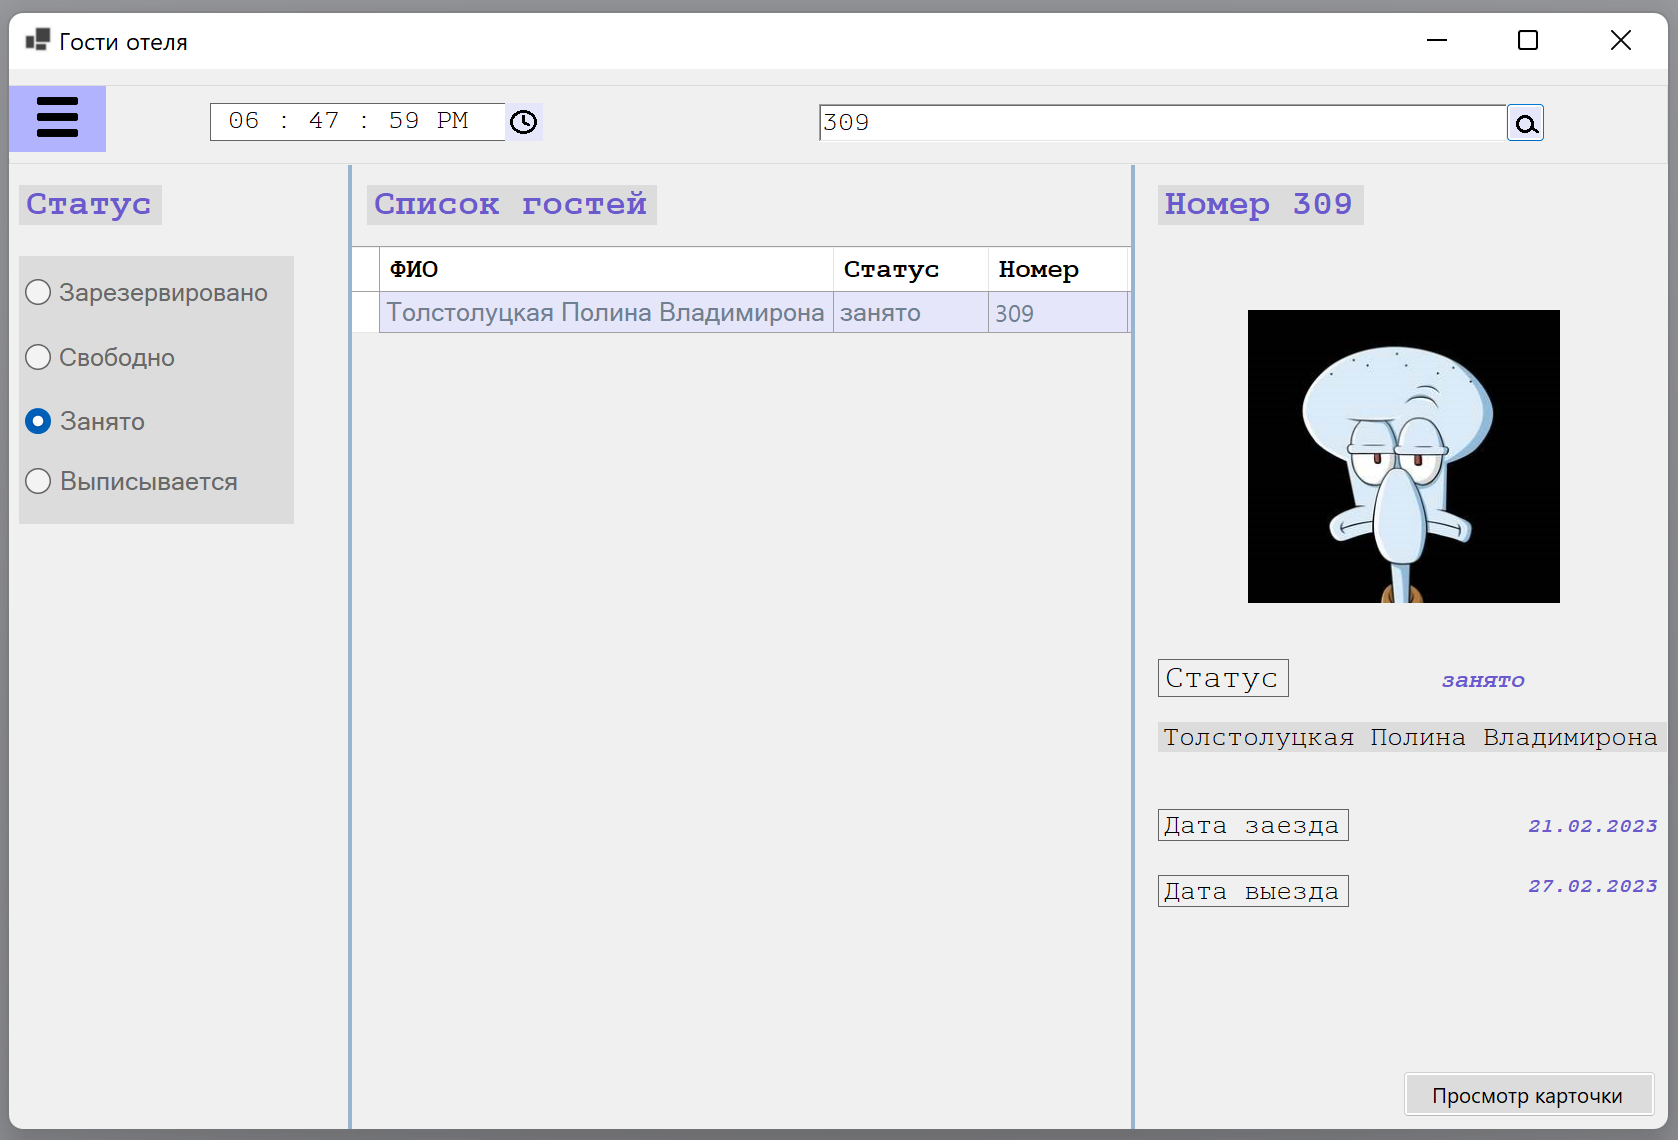 Гости отеля
06 : 47 : 59 PM
309
Статус
Зарезервировано
Свободно
Занято
Выписывается
Список гостей
ФИО Статус Номер
Толстолуцкая Полина Владимирона занято 309
Номер 309
Статус занято
Толстолуцкая Полина Владимирона
Дата заезда 21.02.2023
Дата выезда 27.02.2023
Просмотр карточки